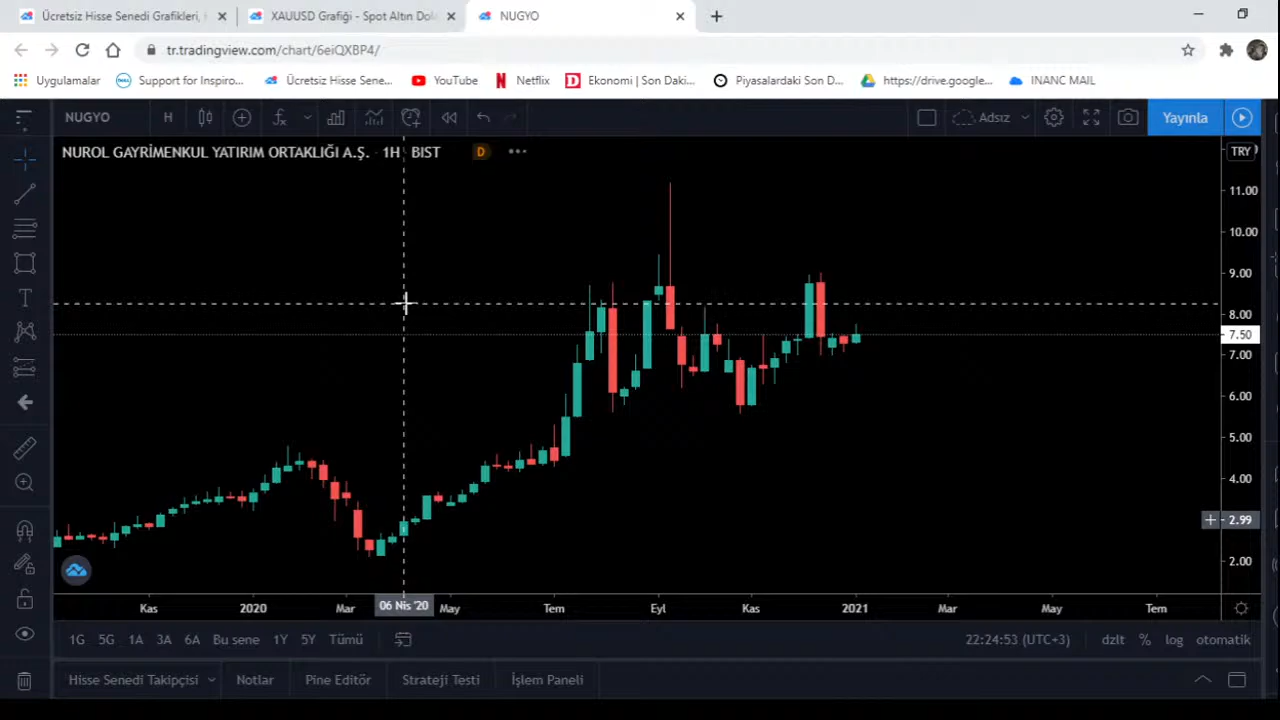 Ücretsiz Hisse Senedi Grafikleri,
XAUUSD Grafiği - Spot Altın Dol
NUGYO
tr.tradingview.com/chart/6eiQXBP4/
Uygulamalar
Support for Inspiro...
Ücretsiz Hisse Sene...
YouTube
Netflix
Ekonomi | Son Daki...
Piyasalardaki Son D...
https://drive.google...
INANC MAIL
NUGYO
H
Adsız
Yayınla
NUROL GAYRİMENKUL YATIRIM ORTAKLIĞI A.Ş. · 1H BIST
D
TRY
11.00
10.00
9.00
8.00
7.50
7.00
6.00
5.00
4.00
2.99
2.00
Kas
2020
Mar
06 Nis '20
May
Tem
Eyl
Kas
2021
Mar
May
Tem
1G 5G 1A 3A 6A Bu sene 1Y 5Y Tümü
22:24:53 (UTC+3)
dzlt % log otomatik
Hisse Senedi Takipçisi
Notlar
Pine Editör
Strateji Testi
İşlem Paneli